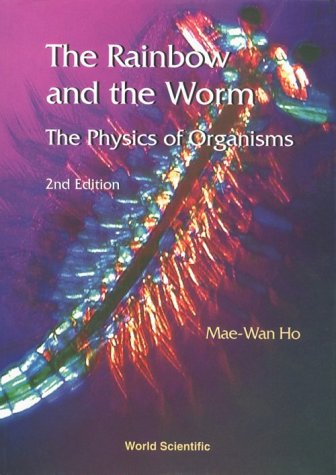 The Rainbow
and the Worm
The Physics of Organisms
2nd Edition
Mae-Wan Ho
World Scientific